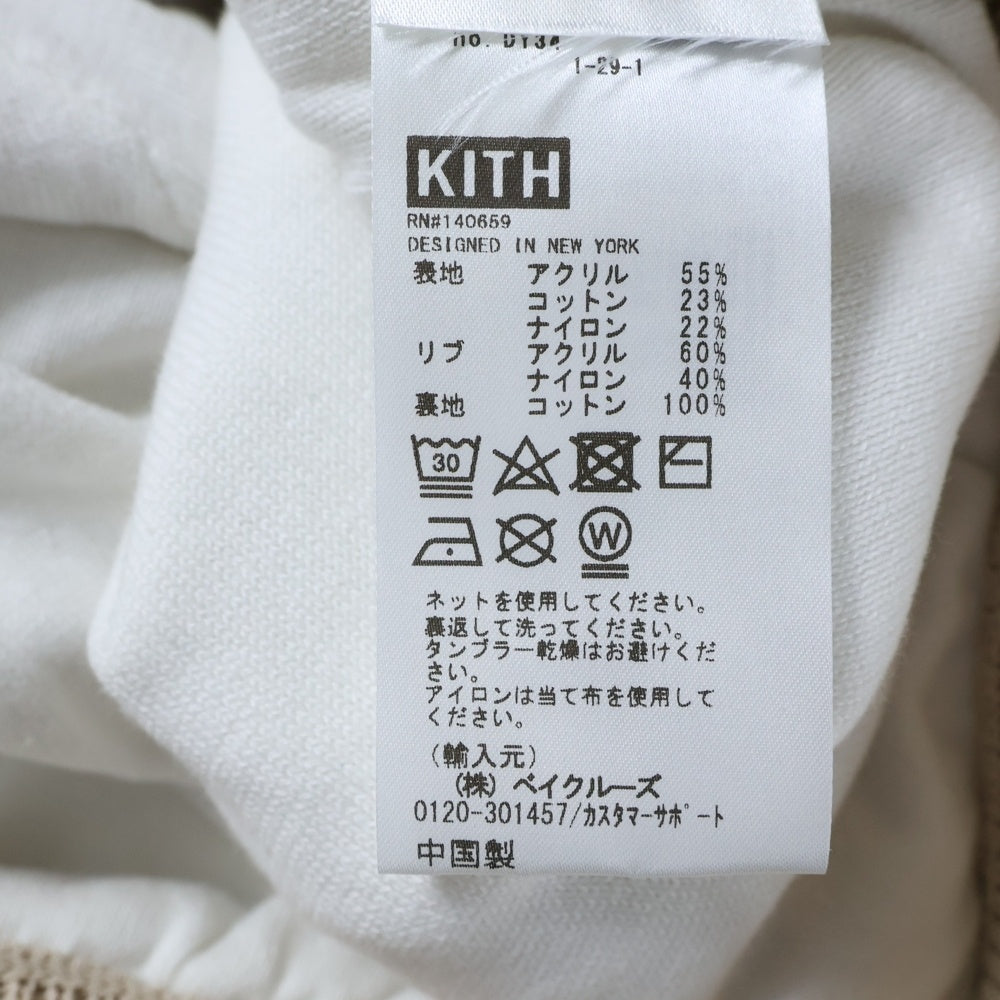 no. DY34
1-29-1
KITH
RN#140659
DESIGNED IN NEW YORK
表地 アクリル 55%
コットン 23%
ナイロン 22%
リブ アクリル 60%
ナイロン 40%
裏地 コットン 100%
30
W
ネットを使用してください。
裏返して洗ってください。
タンブラー乾燥はお避けくだ
さい。
アイロンは当て布を使用して
ください。
(輸入元)
(株) ベイクルーズ
0120-301457/カスタマーサポート
中国製